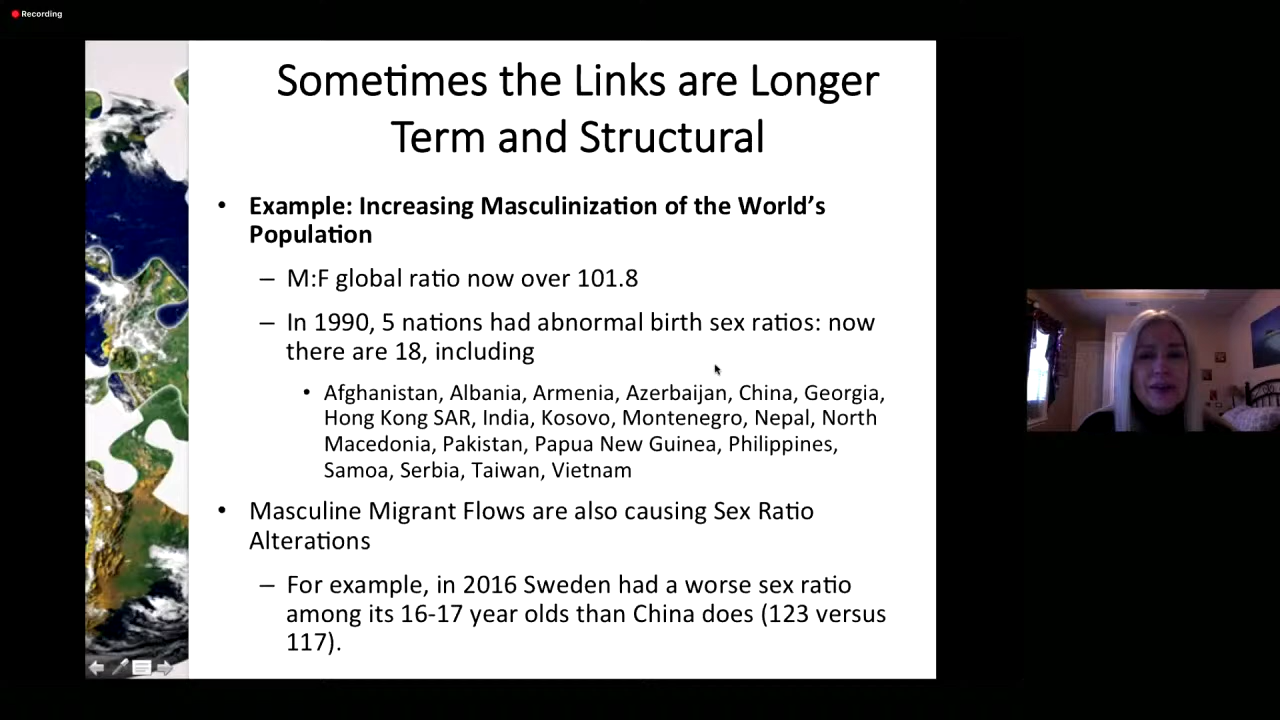 Recording
Sometimes the Links are Longer
Term and Structural
• Example: Increasing Masculinization of the World’s
Population
– M:F global ratio now over 101.8
– In 1990, 5 nations had abnormal birth sex ratios: now
there are 18, including
• Afghanistan, Albania, Armenia, Azerbaijan, China, Georgia,
Hong Kong SAR, India, Kosovo, Montenegro, Nepal, North
Macedonia, Pakistan, Papua New Guinea, Philippines,
Samoa, Serbia, Taiwan, Vietnam
• Masculine Migrant Flows are also causing Sex Ratio
Alterations
– For example, in 2016 Sweden had a worse sex ratio
among its 16-17 year olds than China does (123 versus
117).